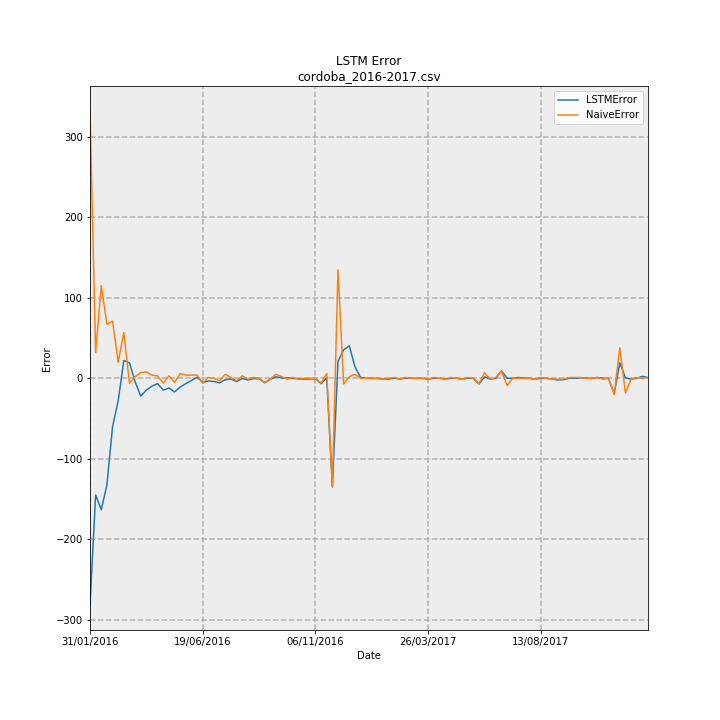 LSTM Error
cordoba_2016-2017.csv
LSTMError
NaiveError
300
200
100
0
−100
−200
−300
Error
31/01/2016
19/06/2016
06/11/2016
26/03/2017
13/08/2017
Date